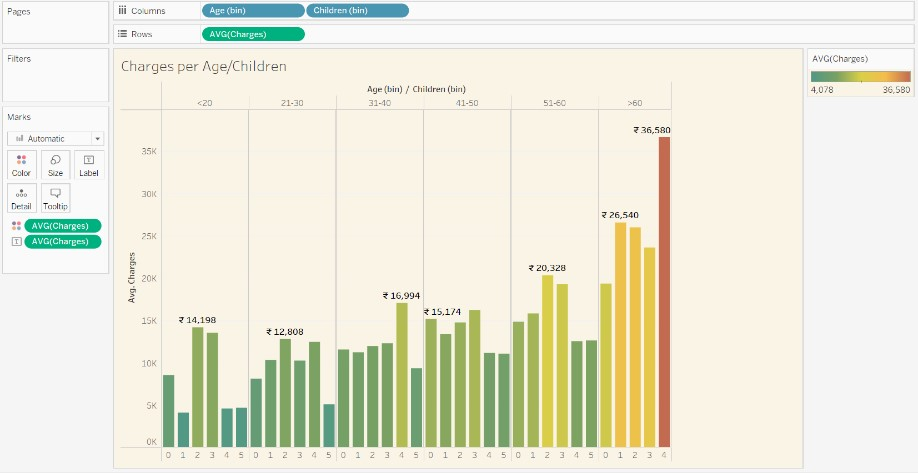 Pages
Columns
Age (bin)
Children (bin)
Rows
AVG(Charges)
Filters
Marks
Automatic
Color
Size
Label
Detail
Tooltip
AVG(Charges)
AVG(Charges)
Charges per Age/Children
Age (bin) / Children (bin)
<20 21-30 31-40 41-50 51-60 >60
Avg. Charges
35K
30K
25K
20K
15K
10K
5K
0K
₹ 14,198
₹ 12,808
₹ 16,994
₹ 15,174
₹ 20,328
₹ 26,540
₹ 36,580
0 1 2 3 4 5 0 1 2 3 4 5 0 1 2 3 4 5 0 1 2 3 4 5 0 1 2 3 4 5 0 1 2 3 4
AVG(Charges)
4,078 36,580